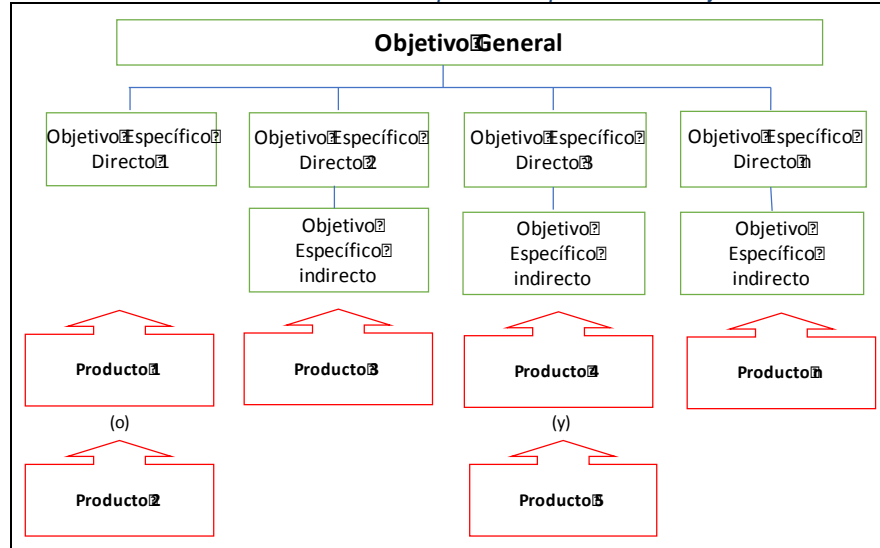 Objetivo General
Objetivo Específico
Directo 1
Objetivo Específico
Directo 2
Objetivo Específico
Directo 3
Objetivo Específico
Directo n
Objetivo
Específico
indirecto
Objetivo
Específico
indirecto
Objetivo
Específico
indirecto
Producto 1
Producto 3
Producto 4
Producto n
(o)
(y)
Producto 2
Producto 5